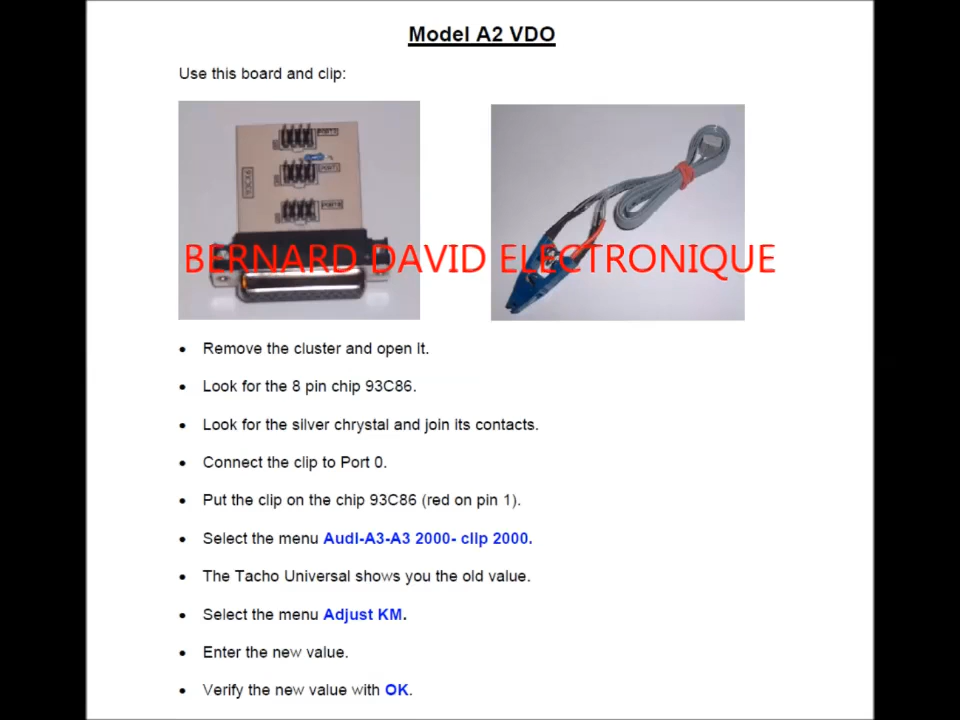 Model A2 VDO
Use this board and clip:
93C86
BERNARD DAVID ELECTRONIQUE
• Remove the cluster and open It.
• Look for the 8 pin chip 93C86.
• Look for the silver chrystal and join its contacts.
• Connect the clip to Port 0.
• Put the clip on the chip 93C86 (red on pin 1).
• Select the menu Audi-A3-A3 2000- clip 2000.
• The Tacho Universal shows you the old value.
• Select the menu Adjust KM.
• Enter the new value.
• Verify the new value with OK.